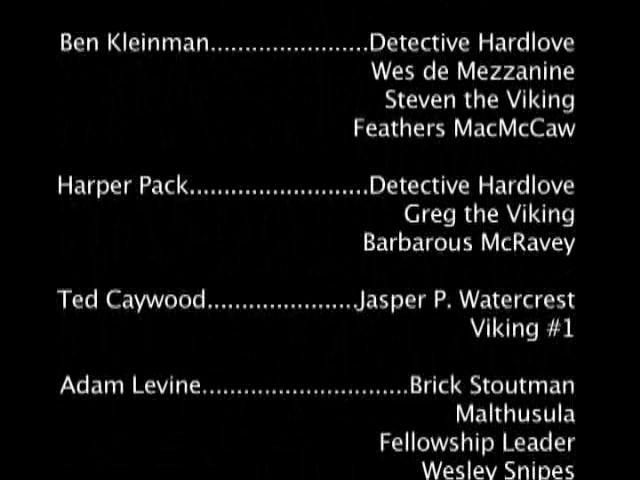 Ben Kleinman.......................Detective Hardlove
Wes de Mezzanine
Steven the Viking
Feathers MacMcCaw
Harper Pack..........................Detective Hardlove
Greg the Viking
Barbarous McRavey
Ted Caywood......................Jasper P. Watercrest
Viking #1
Adam Levine..............................Brick Stoutman
Malthusula
Fellowship Leader
Wesley Snipes